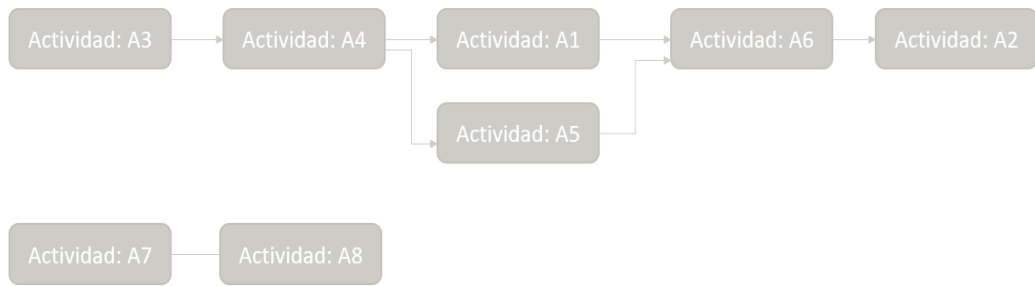 Actividad: A3
Actividad: A4
Actividad: A1
Actividad: A6
Actividad: A2
Actividad: A5
Actividad: A7
Actividad: A8